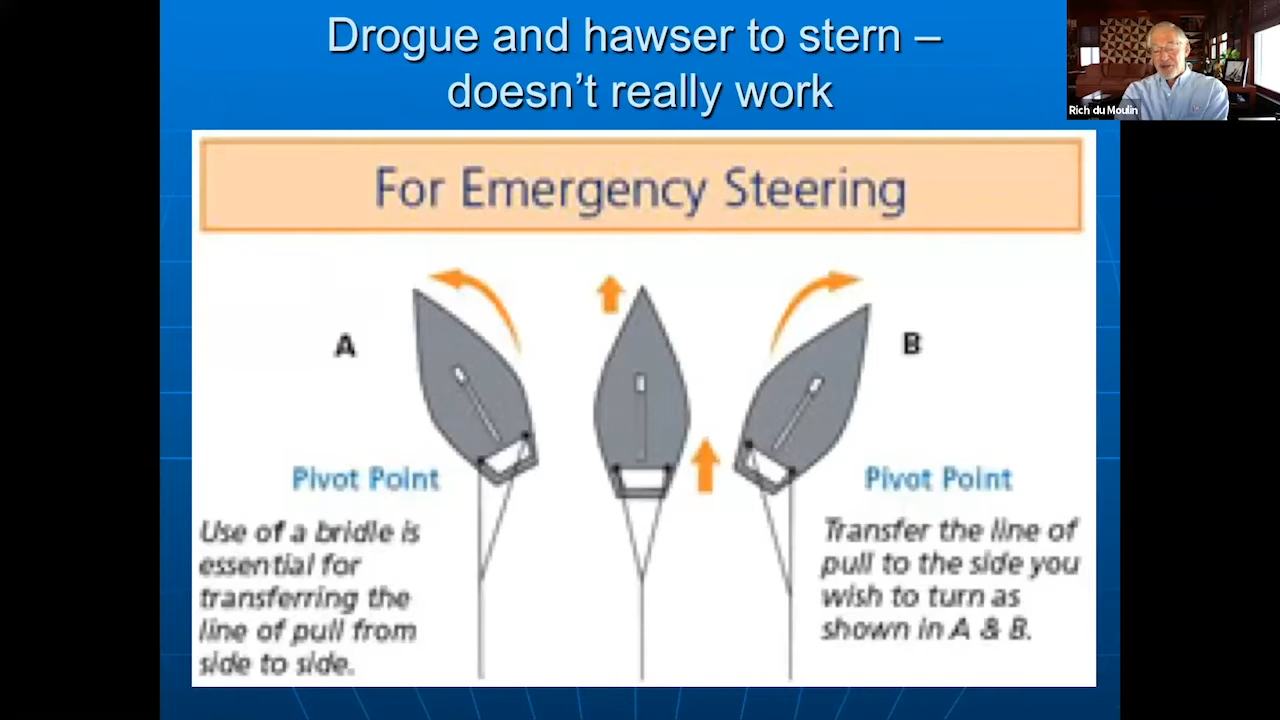 Drogue and hawser to stern –
doesn't really work
Rich du Moulin
For Emergency Steering
A
B
Pivot Point
Use of a bridle is
essential for
transferring the
line of pull from
side to side.
Pivot Point
Transfer the line of
pull to the side you
wish to turn as
shown in A & B.